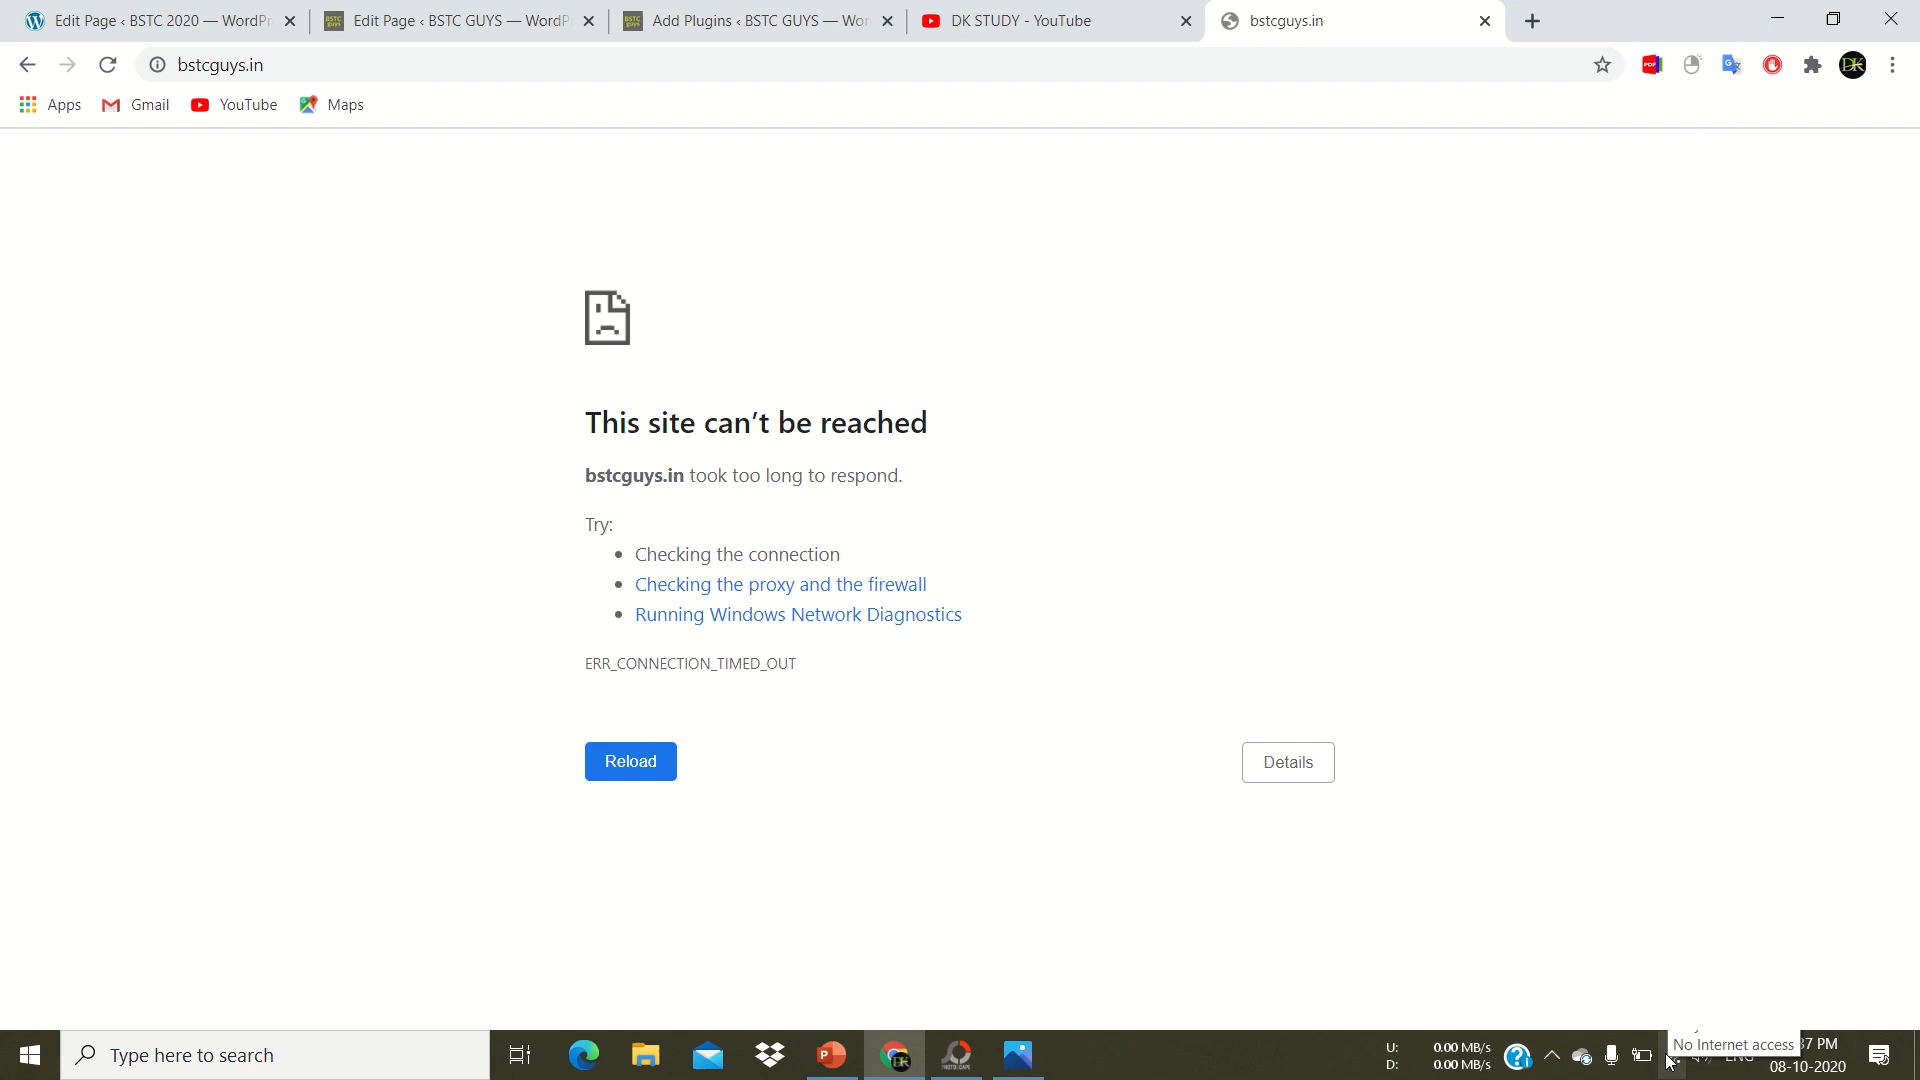 Edit Page ‹ BSTC 2020 — WordPr
Edit Page ‹ BSTC GUYS — WordP
Add Plugins ‹ BSTC GUYS — Wor
DK STUDY - YouTube
bstcguys.in
bstcguys.in
Apps
Gmail
YouTube
Maps
This site can’t be reached
bstcguys.in took too long to respond.
Try:
Checking the connection
Checking the proxy and the firewall
Running Windows Network Diagnostics
ERR_CONNECTION_TIMED_OUT
Reload
Details
Type here to search
U: 0.00 MB/s
D: 0.00 MB/s
No Internet access
37 PM
08-10-2020